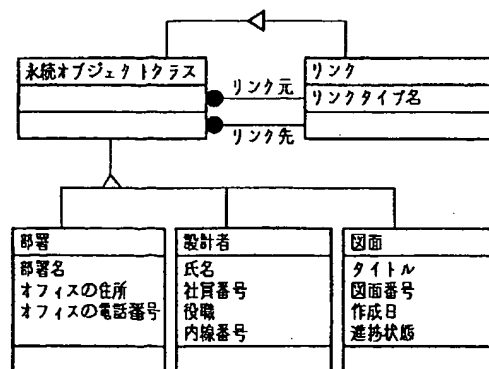 永続オブジェクトクラス
リンク
リンクタイプ名
リンク元
リンク先
部署
部署名
オフィスの住所
オフィスの電話番号
設計者
氏名
社員番号
役職
内線番号
図面
タイトル
図面番号
作成日
進捗状態